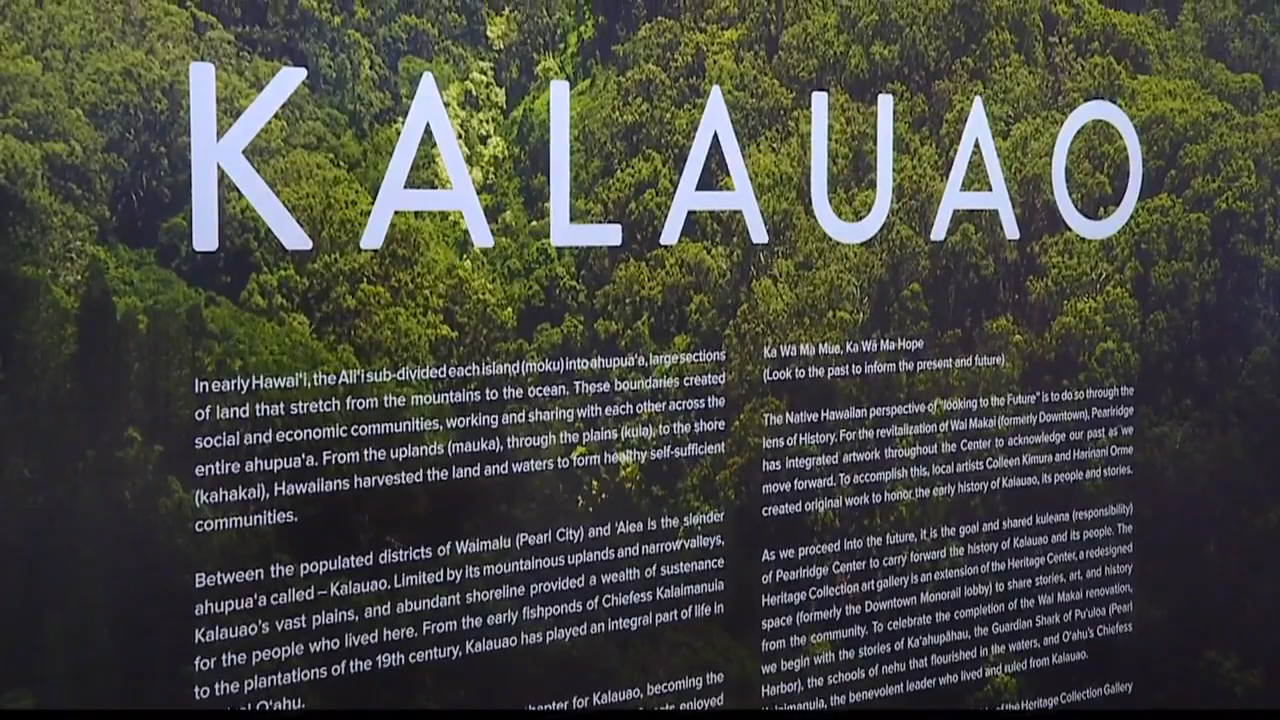 KALAUAO
In early Hawai'i, the Ali'i sub-divided each island (moku) into ahupua'a, large sections
of land that stretch from the mountains to the ocean. These boundaries created
social and economic communities, working and sharing with each other across the
entire ahupua'a. From the uplands (mauka), through the plains (kula), to the shore
(kahakai), Hawaiians harvested the land and waters to form healthy self-sufficient
communities.
Between the populated districts of Waimalu (Pearl City) and 'Aiea is the slender
ahupua'a called – Kalauao. Limited by its mountainous uplands and narrow valleys,
Kalauao's vast plains, and abundant shoreline provided a wealth of sustenance
for the people who lived here. From the early fishponds of Chiefess Kalaimanuia
to the plantations of the 19th century, Kalauao has played an integral part of life in
O'ahu.
chapter for Kalauao, becoming the
enjoyed
Ka Wā Ma Mua, Ka Wā Ma Hope
(Look to the past to inform the present and future)
The Native Hawaiian perspective of "looking to the Future" is to do so through the
lens of History. For the revitalization of Wai Makai (formerly Downtown), Pearlridge
has integrated artwork throughout the Center to acknowledge our past as we
move forward. To accomplish this, local artists Colleen Kimura and Harinani Orme
created original work to honor the early history of Kalauao, its people and stories.
As we proceed into the future, it is the goal and shared kuleana (responsibility)
of Pearlridge Center to carry forward the history of Kalauao and its people. The
Heritage Collection art gallery is an extension of the Heritage Center, a redesigned
space (formerly the Downtown Monorail lobby) to share stories, art, and history
from the community. To celebrate the completion of the Wai Makai renovation,
we begin with the stories of Ka'ahupāhau, the Guardian Shark of Pu'uloa (Pearl
Harbor), the schools of nehu that flourished in the waters, and O'ahu's Chiefess
Kalaimanuia, the benevolent leader who lived and ruled from Kalauao.
of the Heritage Collection Gallery